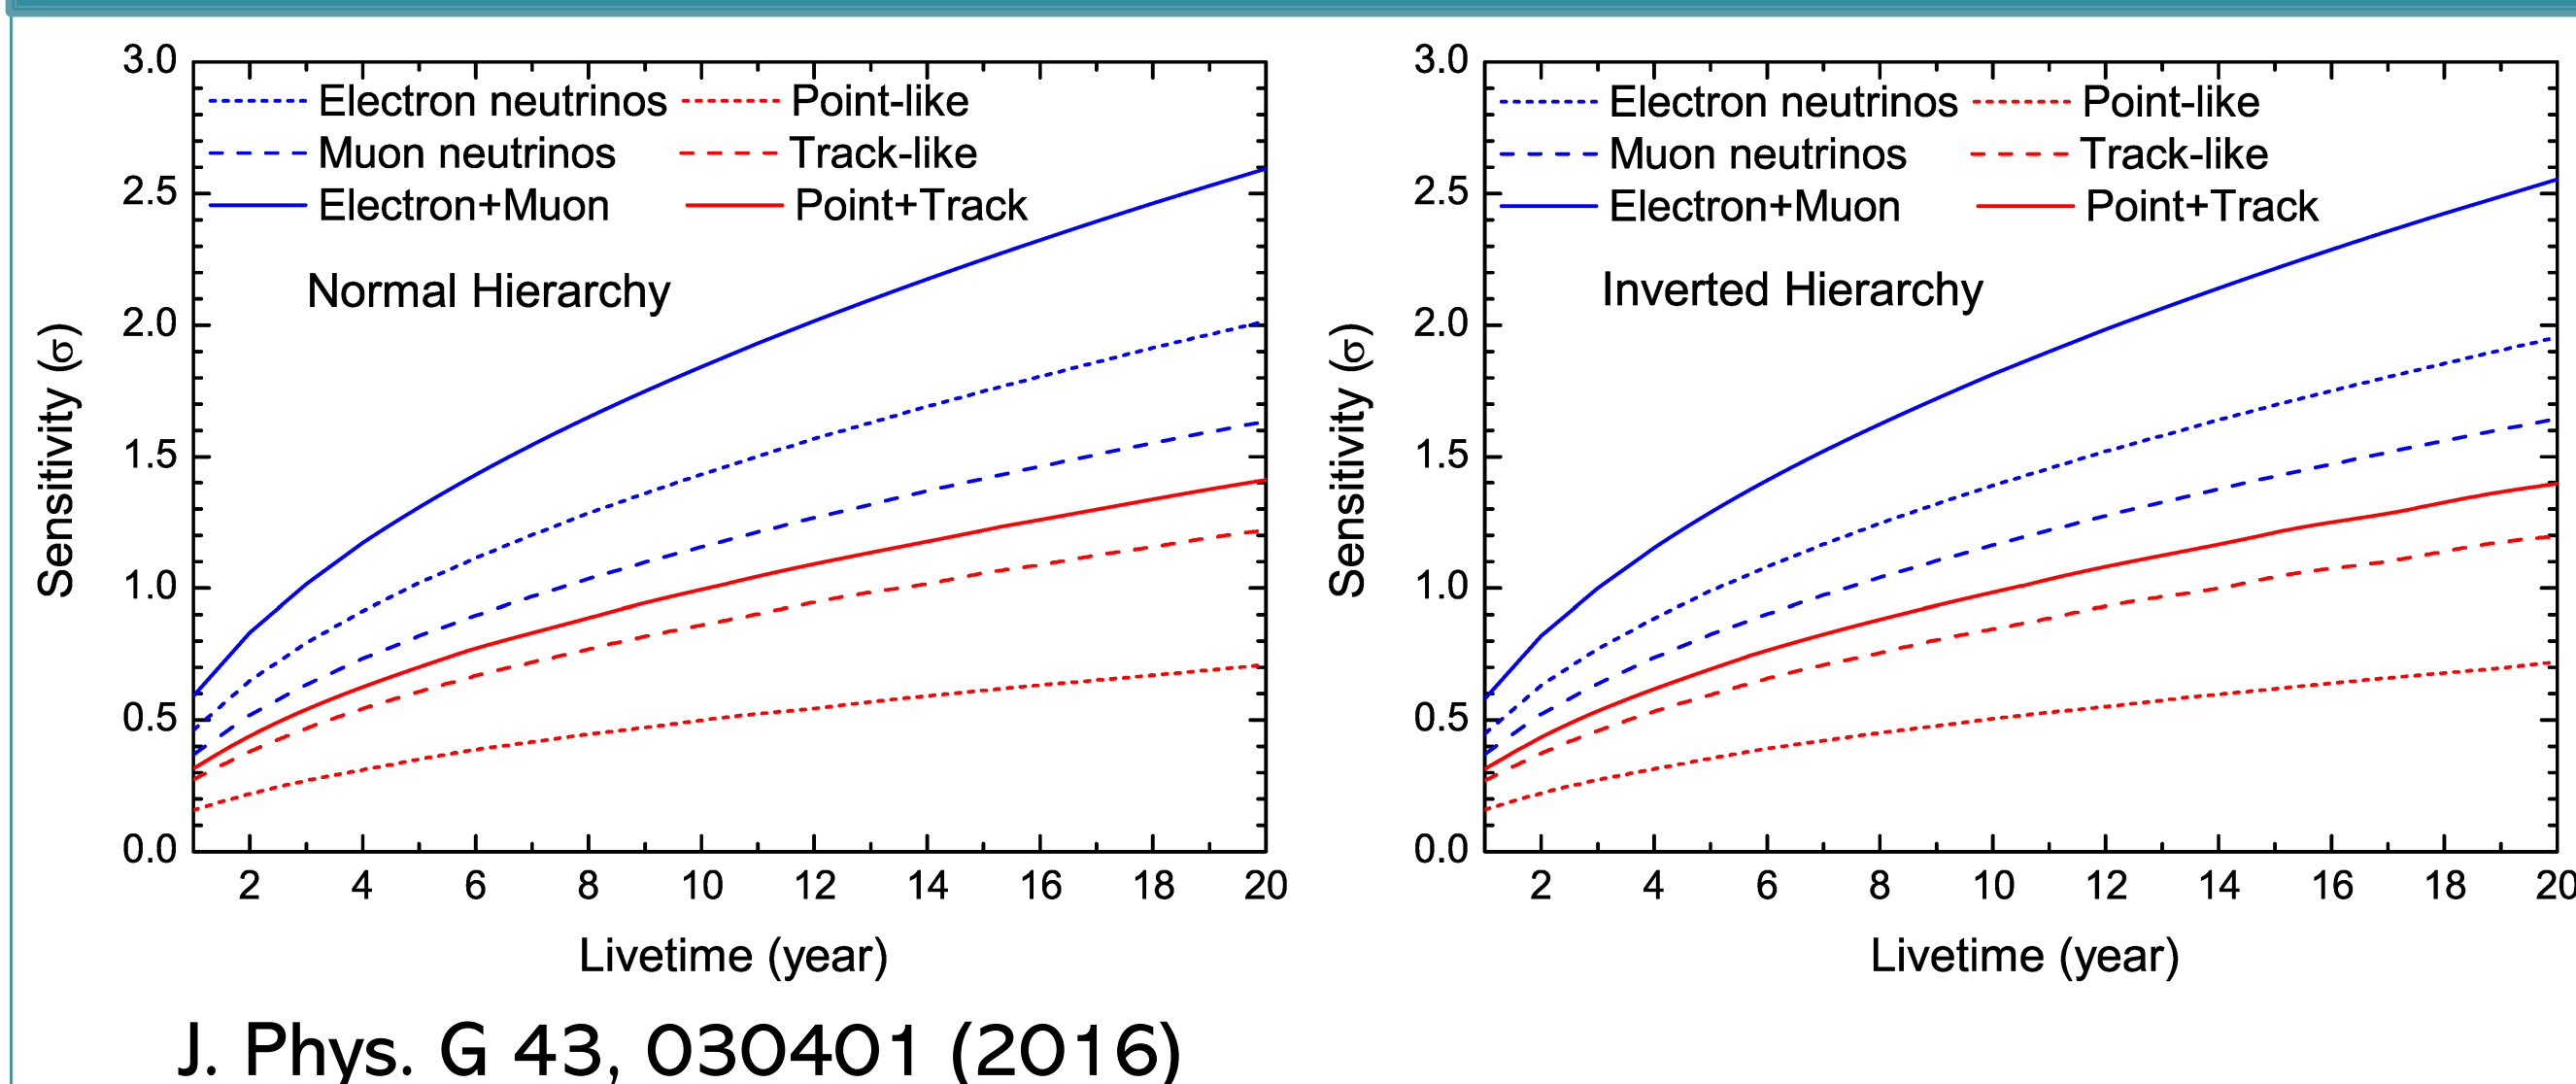 3.0
2.5
2.0
1.5
1.0
0.5
0.0
Sensitivity (σ)
Electron neutrinos Point-like
Muon neutrinos Track-like
Electron+Muon Point+Track
Normal Hierarchy
2 4 6 8 10 12 14 16 18 20
Livetime (year)
3.0
2.5
2.0
1.5
1.0
0.5
0.0
Sensitivity (σ)
Electron neutrinos Point-like
Muon neutrinos Track-like
Electron+Muon Point+Track
Inverted Hierarchy
2 4 6 8 10 12 14 16 18 20
Livetime (year)
J. Phys. G 43, 030401 (2016)